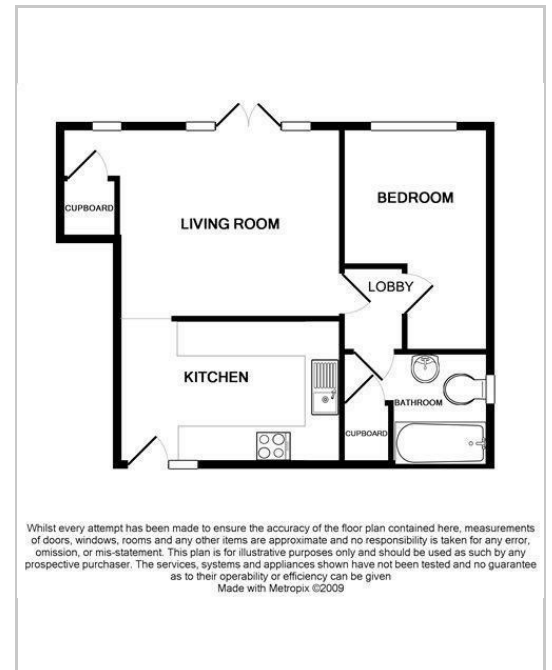 BEDROOM
CUPBOARD
LIVING ROOM
LOBBY
KITCHEN
BATHROOM
CUPBOARD
Whilst every attempt has been made to ensure the accuracy of the floor plan contained here, measurements
of doors, windows, rooms and any other items are approximate and no responsibility is taken for any error,
omission, or mis-statement. This plan is for illustrative purposes only and should be used as such by any
prospective purchaser. The services, systems and appliances shown have not been tested and no guarantee
as to their operability or efficiency can be given
Made with Metropix ©2009